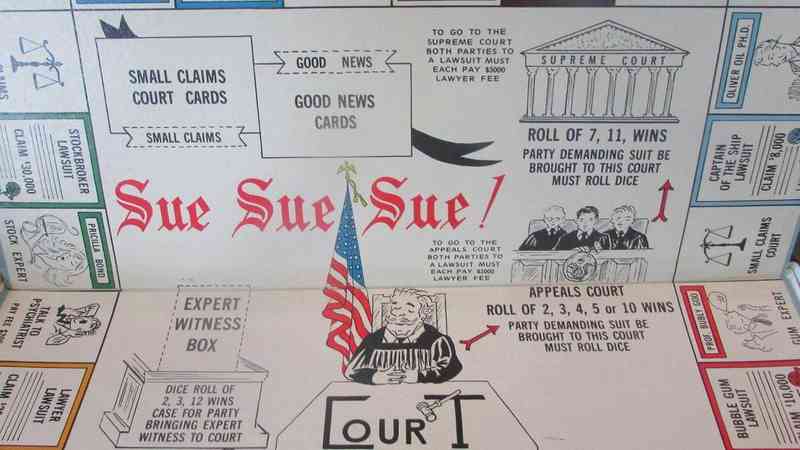 CLAIMS
SMALL CLAIMS
COURT CARDS
SMALL CLAIMS
GOOD NEWS
GOOD NEWS
CARDS
TO GO TO THE
SUPREME COURT
BOTH PARTIES TO
A LAWSUIT MUST
EACH PAY $3000
LAWYER FEE
SUPREME COURT
ROLL OF 7, 11, WINS
PARTY DEMANDING SUIT BE
BROUGHT TO THIS COURT
MUST ROLL DICE
OLIVER OIL PH.D.
STOCKBROKER
LAWSUIT
CLAIM $30,000
CAPTAIN
OF THE SHIP
LAWSUIT
CLAIM $8,000
Sue Sue Sue!
STOCK EXPERT
PRICILA BOND
TO GO TO THE
APPEALS COURT
BOTH PARTIES TO
A LAWSUIT MUST
EACH PAY $2000
LAWYER FEE
SMALL CLAIMS
COURT
APPEALS COURT
ROLL OF 2, 3, 4, 5 or 10 WINS
PARTY DEMANDING SUIT BE
BROUGHT TO THIS COURT
MUST ROLL DICE
EXPERT
WITNESS
BOX
DICE ROLL OF
2, 3, 12 WINS
CASE FOR PARTY
BRINGING EXPERT
WITNESS TO COURT
TALK TO
PSYCHIATRIST
PAY FEE
PROF. BUBLY GOO
GUM EXPERT
LAWYER
LAWSUIT
CLAIM
BUBBLE GUM
LAWSUIT
$10,000
COURT